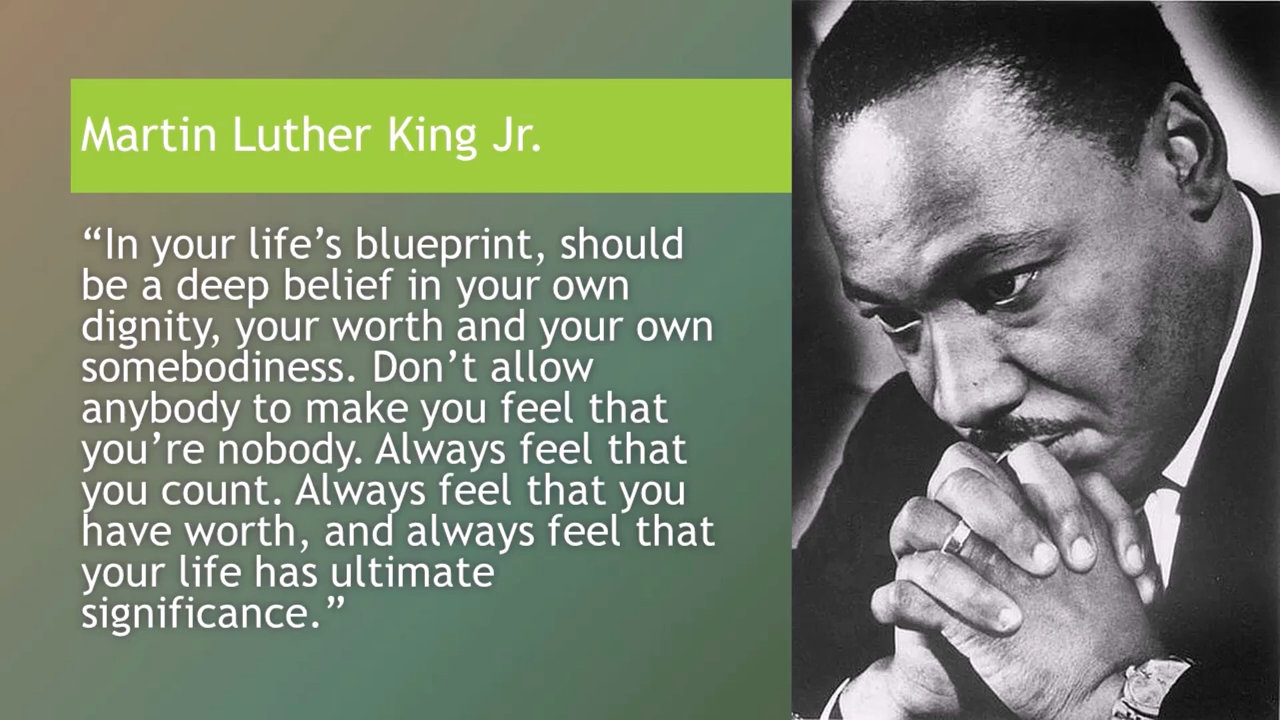 Martin Luther King Jr.
“In your life’s blueprint, should
be a deep belief in your own
dignity, your worth and your own
somebodiness. Don’t allow
anybody to make you feel that
you’re nobody. Always feel that
you count. Always feel that you
have worth, and always feel that
your life has ultimate
significance.”